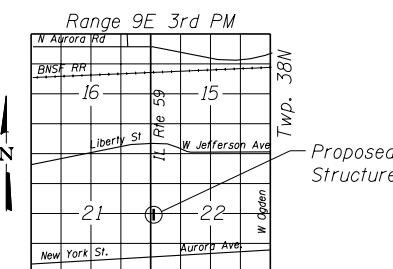 Range 9E 3rd PM
N Aurora Rd
BNSF RR
16
15
IL Rte 59
Twp. 38N
Liberty St
W Jefferson Ave
Proposed
Structure
N
21
22
W Ogden
New York St.
Aurora Ave.